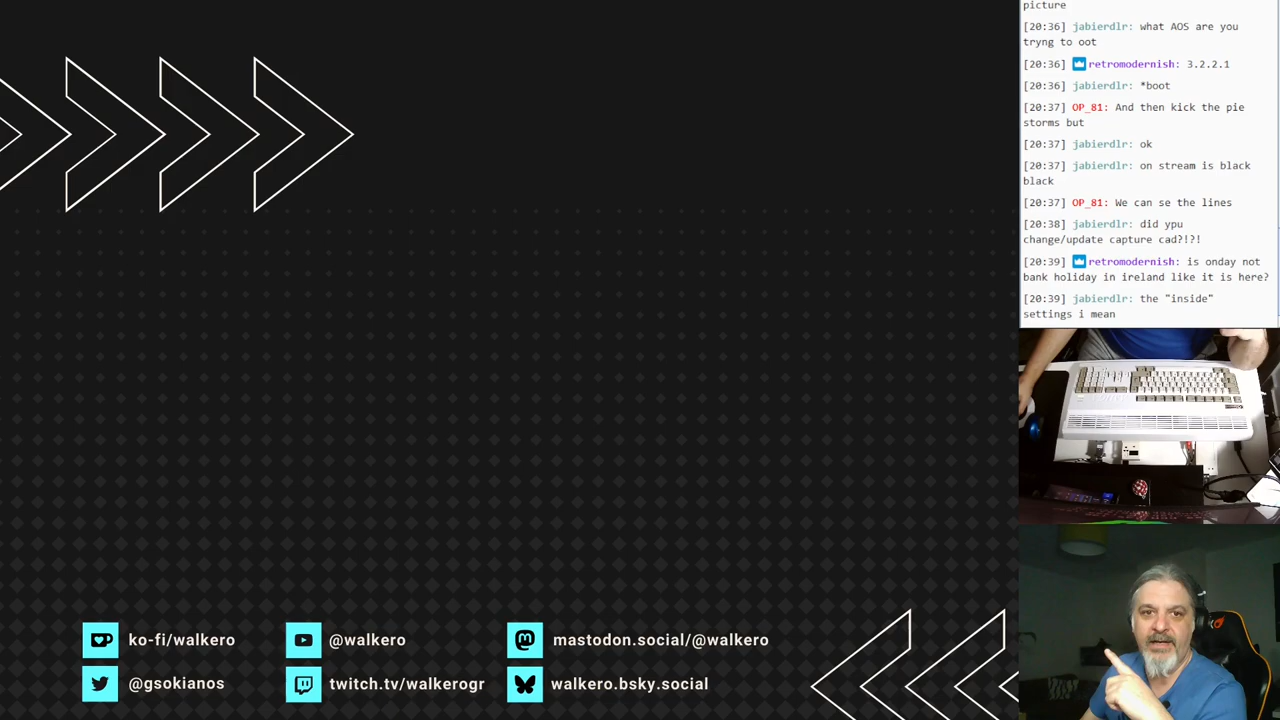 picture
[20:36] jabierdlr: what AOS are you
tryng to oot
[20:36] retromodernish: 3.2.2.1
[20:36] jabierdlr: *boot
[20:37] OP_81: And then kick the pie
storms but
[20:37] jabierdlr: ok
[20:37] jabierdlr: on stream is black
black
[20:37] OP_81: We can se the lines
[20:38] jabierdlr: did ypu
change/update capture cad?!?!
[20:39] retromodernish: is onday not
bank holiday in ireland like it is here?
[20:39] jabierdlr: the "inside"
settings i mean
ko-fi/walkero
@walkero
mastodon.social/@walkero
@gsokianos
twitch.tv/walkerogr
walkero.bsky.social